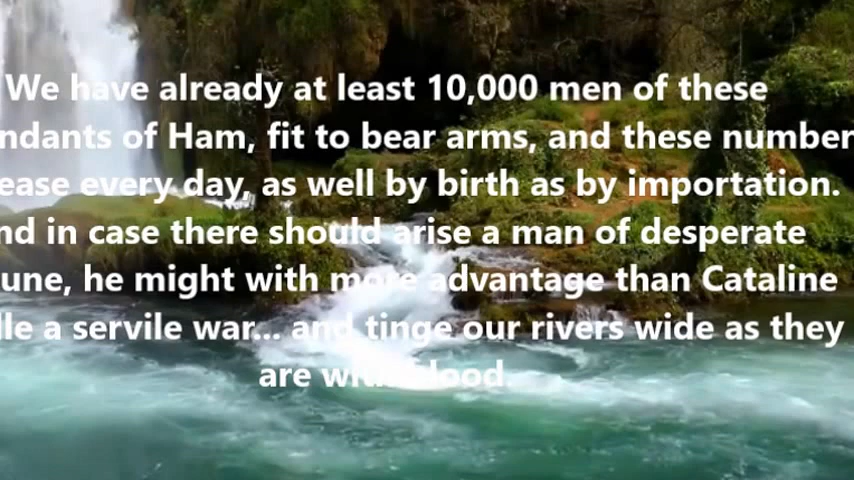 We have already at least 10,000 men of these
ndants of Ham, fit to bear arms, and these number
ease every day, as well by birth as by importation.
nd in case there should arise a man of desperate
une, he might with more advantage than Cataline
lle a servile war... and tinge our rivers wide as they
are with blood.